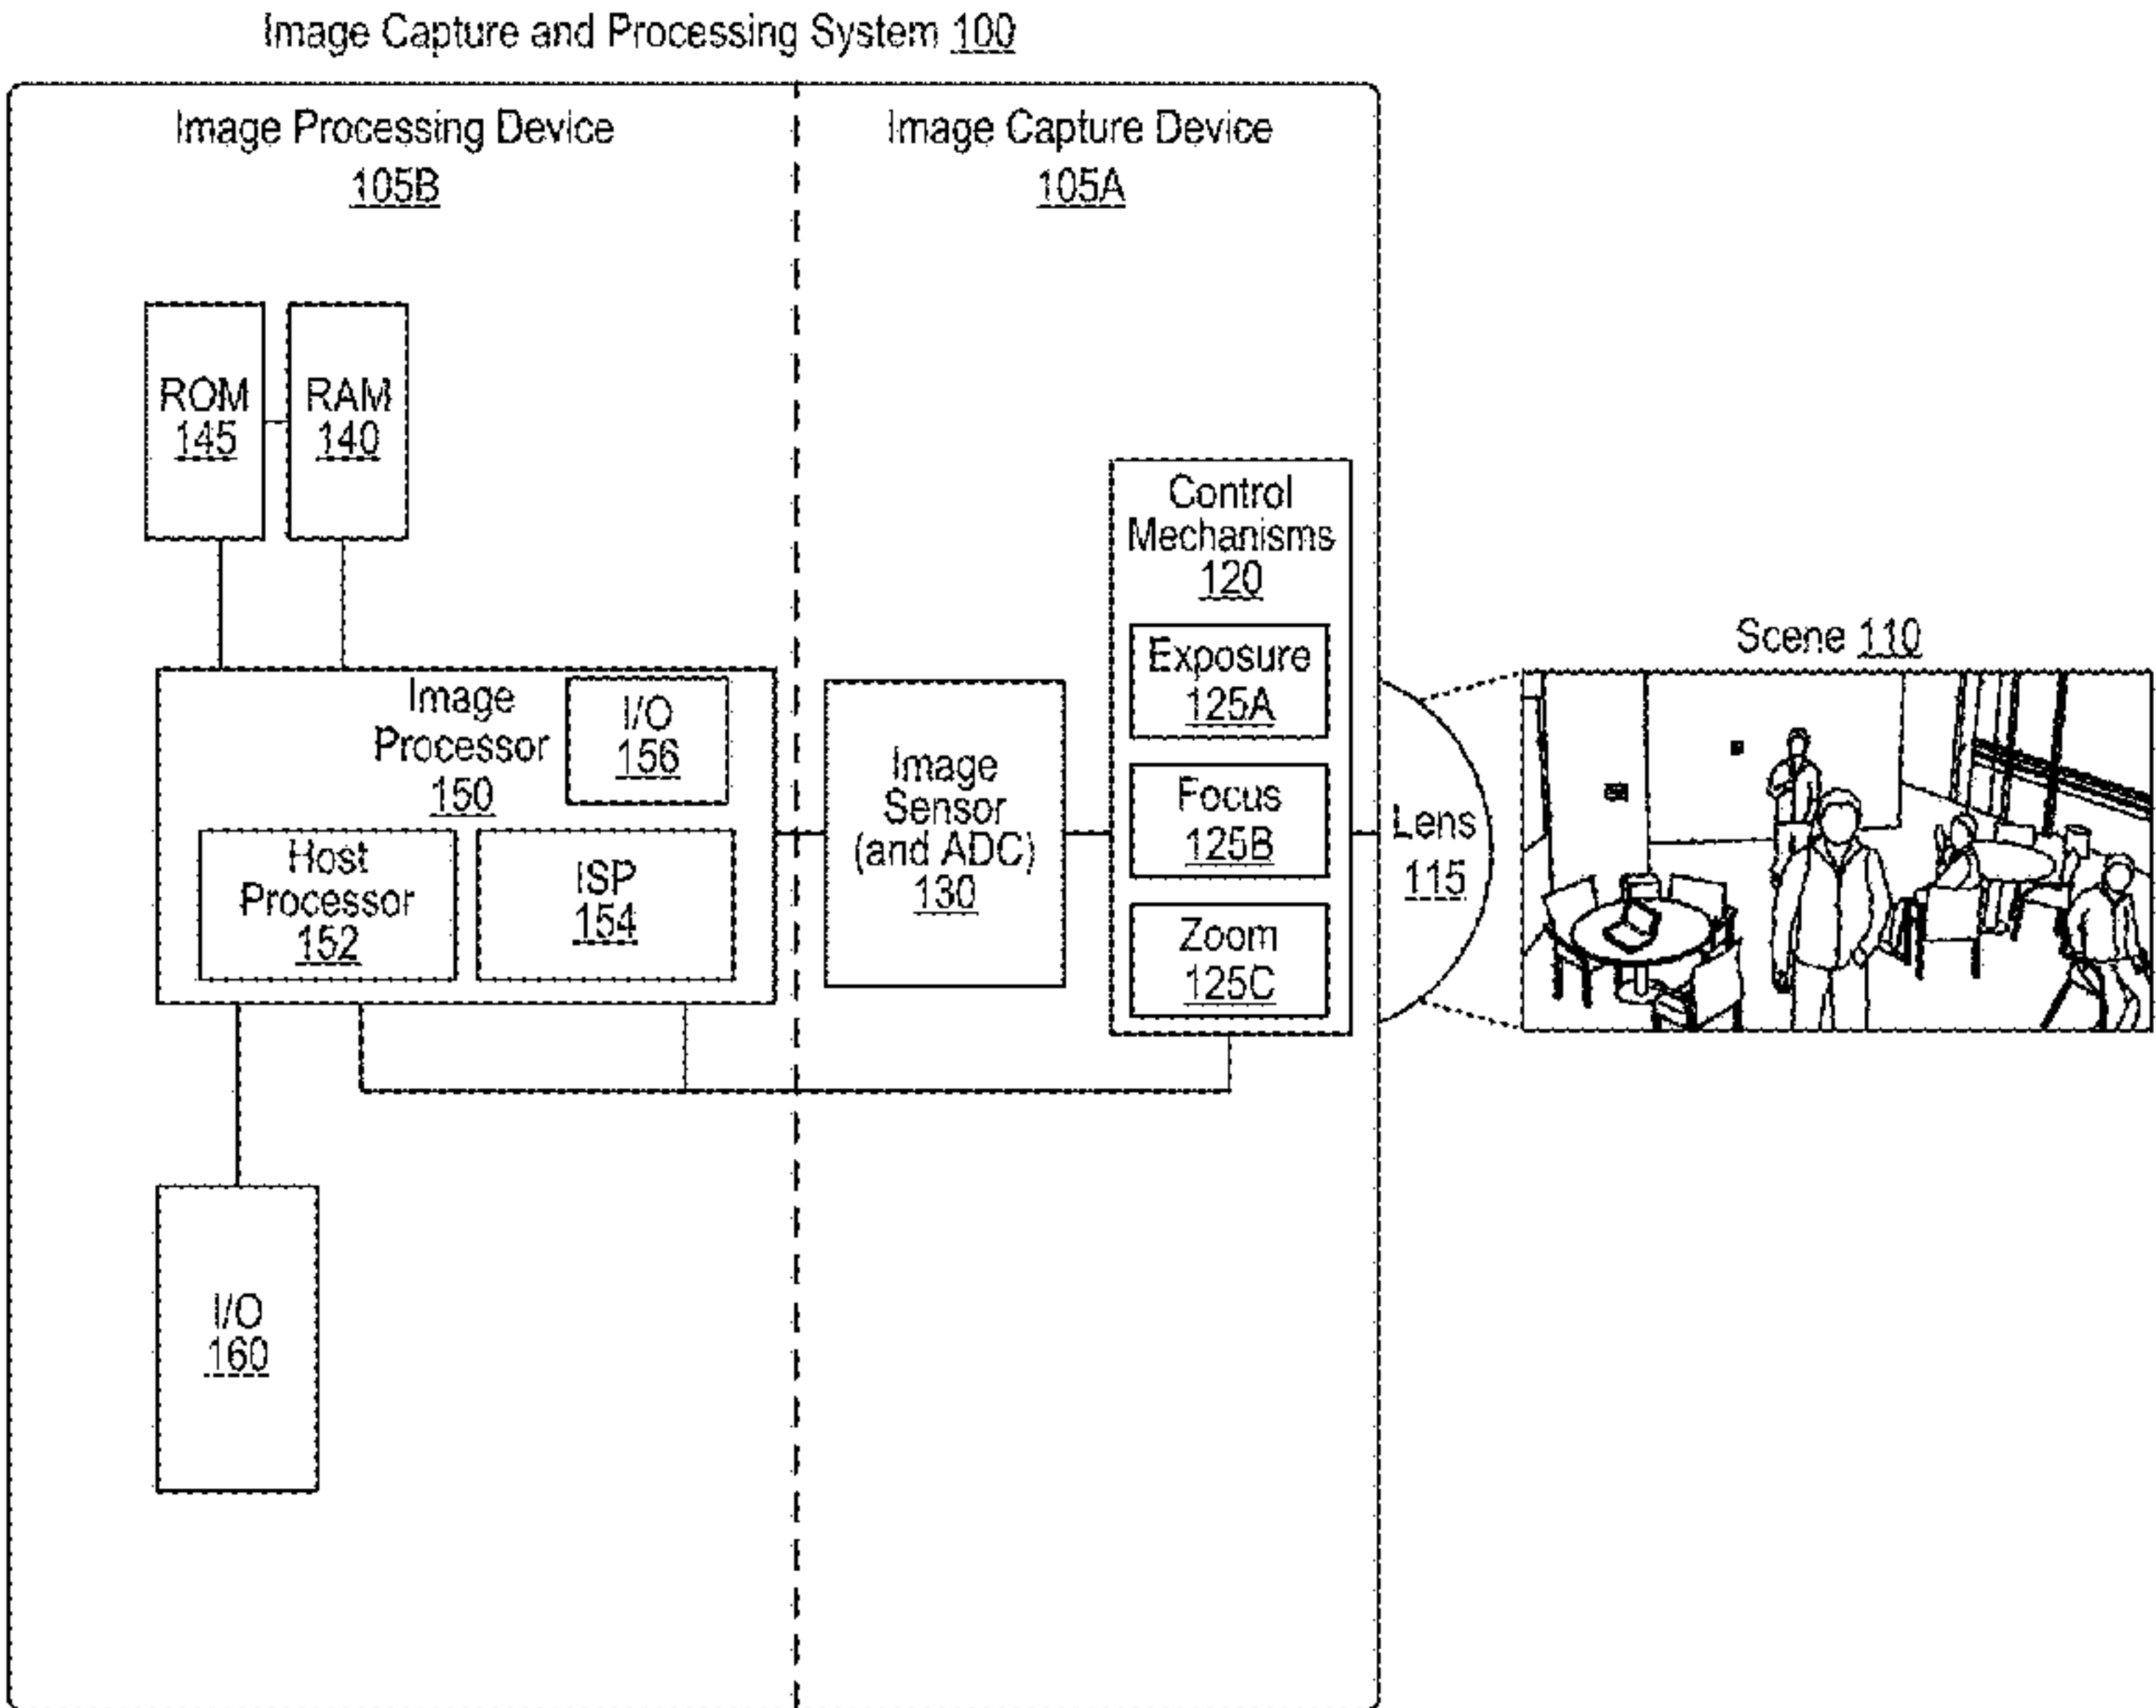 Image Capture and Processing System 100
Image Processing Device
105B
Image Capture Device
105A
ROM
145
RAM
140
Control
Mechanisms
120
Exposure
125A
Focus
125B
Zoom
125C
Scene 110
Image
Processor
150
I/O
156
Host
Processor
152
ISP
154
Image
Sensor
(and ADC)
130
Lens
115
I/O
160